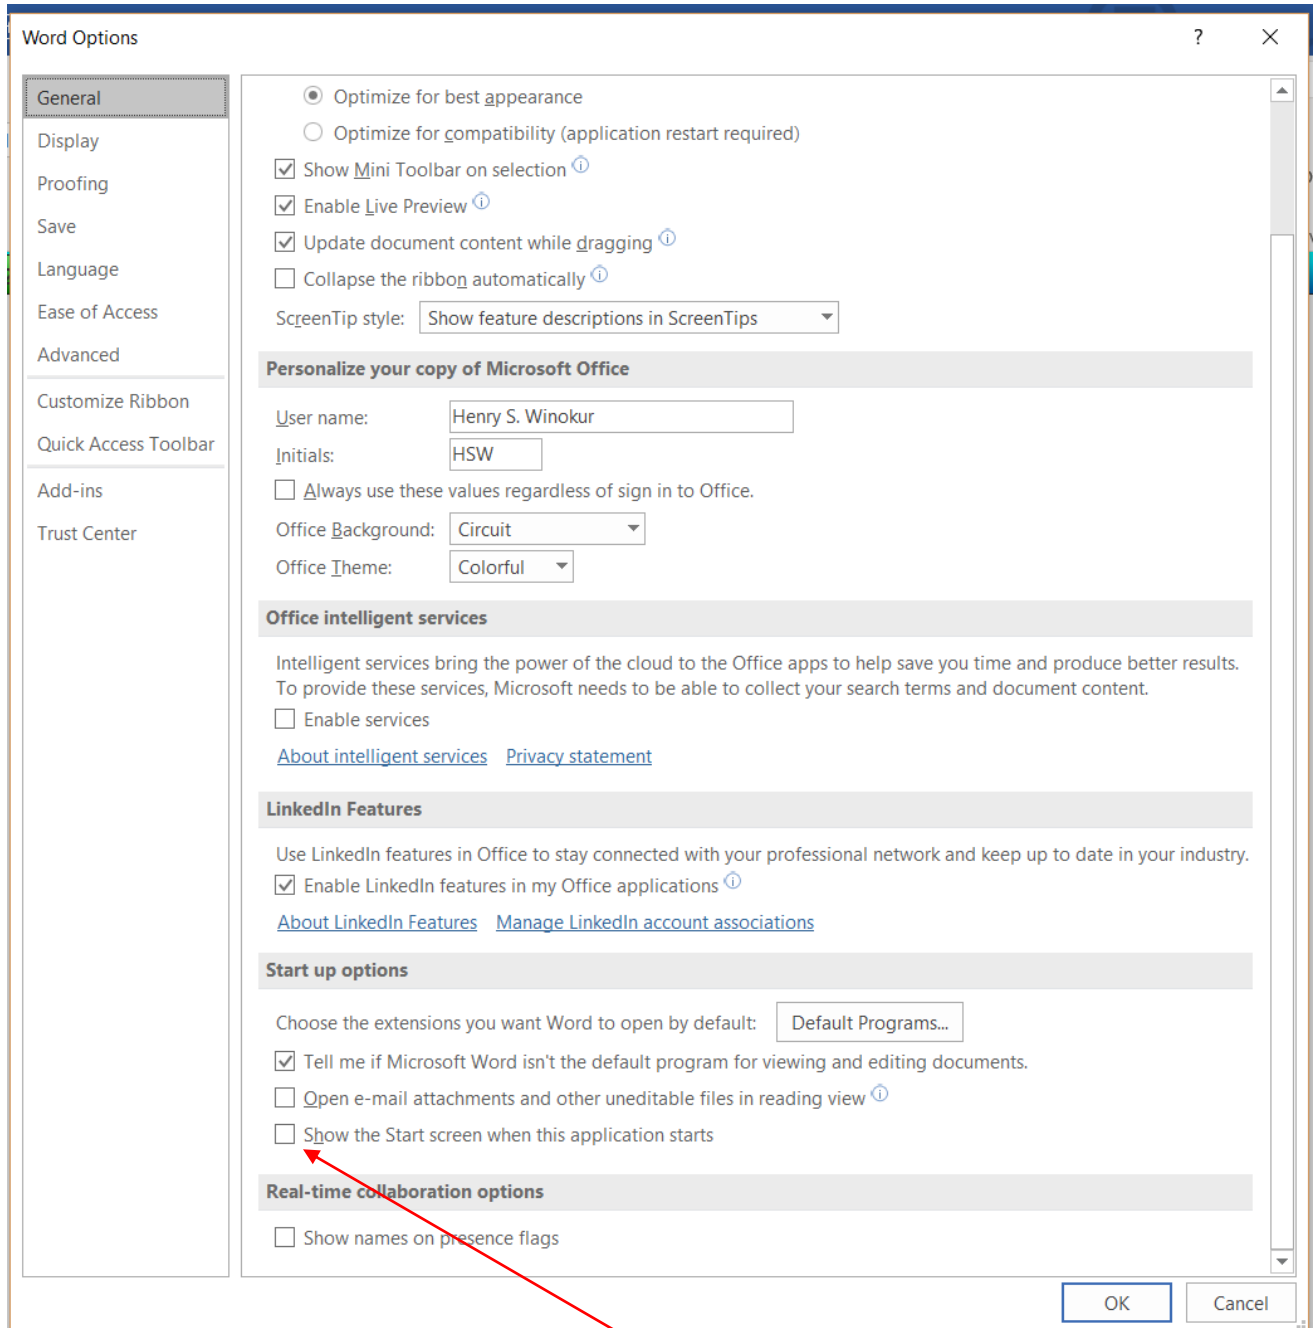 Word Options
?
General
Display
Proofing
Save
Language
Ease of Access
Advanced
Customize Ribbon
Quick Access Toolbar
Add-ins
Trust Center
Optimize for best appearance
Optimize for compatibility (application restart required)
Show Mini Toolbar on selection
Enable Live Preview
Update document content while dragging
Collapse the ribbon automatically
ScreenTip style: Show feature descriptions in ScreenTips
Personalize your copy of Microsoft Office
User name: Henry S. Winokur
Initials: HSW
Always use these values regardless of sign in to Office.
Office Background: Circuit
Office Theme: Colorful
Office intelligent services
Intelligent services bring the power of the cloud to the Office apps to help save you time and produce better results.
To provide these services, Microsoft needs to be able to collect your search terms and document content.
Enable services
About intelligent services Privacy statement
LinkedIn Features
Use LinkedIn features in Office to stay connected with your professional network and keep up to date in your industry.
Enable LinkedIn features in my Office applications
About LinkedIn Features Manage LinkedIn account associations
Start up options
Choose the extensions you want Word to open by default: Default Programs...
Tell me if Microsoft Word isn't the default program for viewing and editing documents.
Open e-mail attachments and other uneditable files in reading view
Show the Start screen when this application starts
Real-time collaboration options
Show names on presence flags
OK Cancel